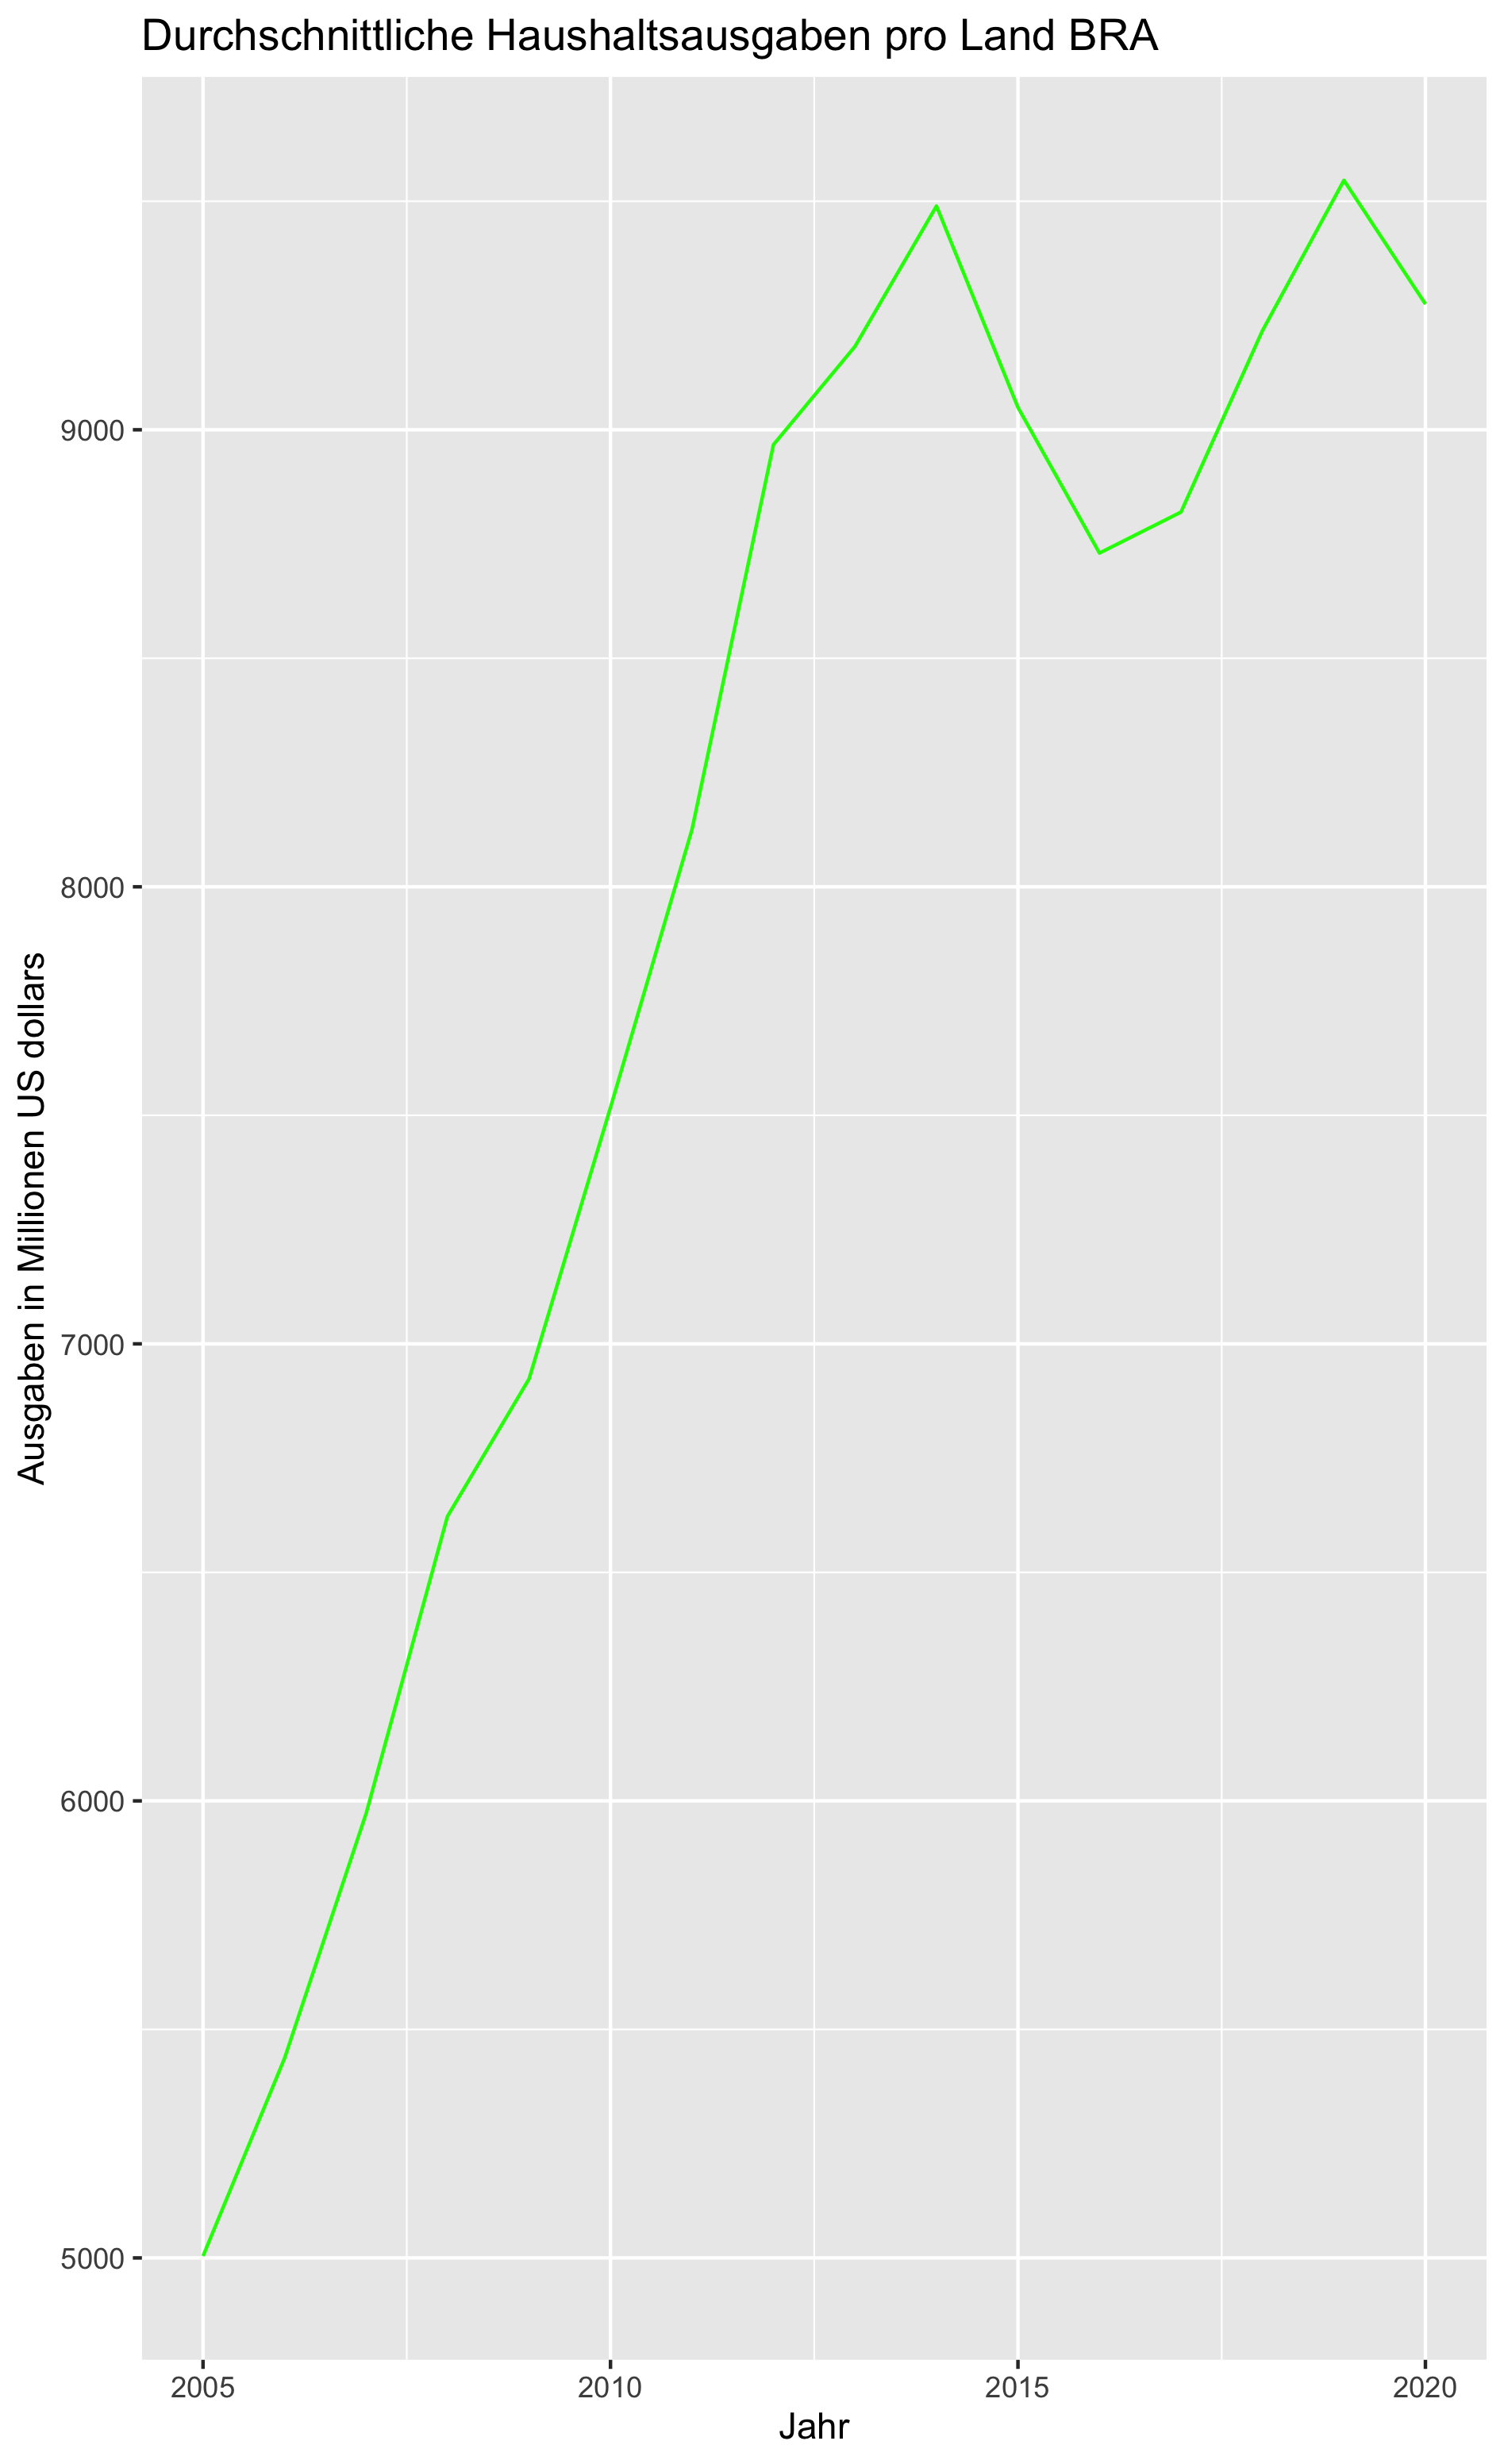 Durchschnittliche Haushaltsausgaben pro Land BRA
Ausgaben in Millionen US dollars
9000
8000
7000
6000
5000
2005 2010 2015 2020
Jahr